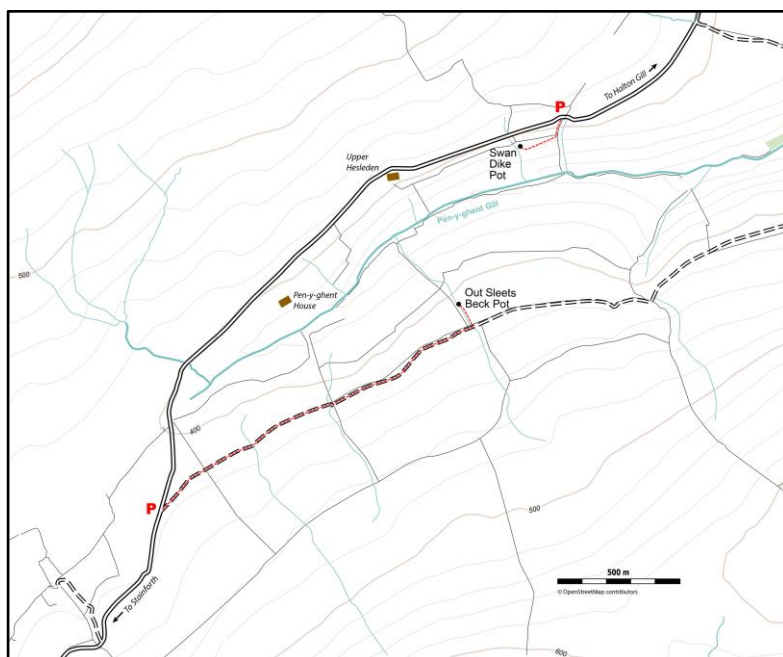 To Halton Gill
P
Swan
Dike
Pot
Upper
Hesleden
Pen-y-ghent Gill
500
Pen-y-ghent
House
Out Sleets
Beck Pot
400
P
500
500 m
© OpenStreetMap contributors
To Stainforth
600